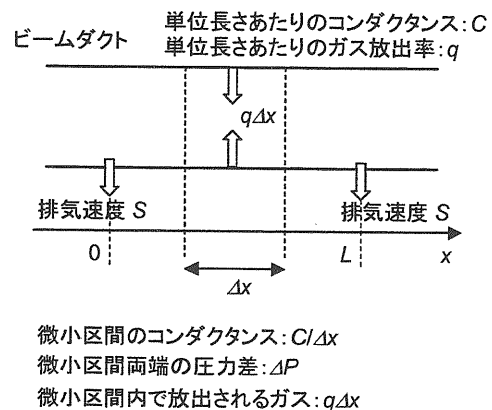 ビームダクト
単位長さあたりのコンダクタンス:C
単位長さあたりのガス放出率:q
qΔx
排気速度 S
排気速度 S
0
L
x
Δx
微小区間のコンダクタンス:C/Δx
微小区間両端の圧力差:ΔP
微小区間内で放出されるガス:qΔx